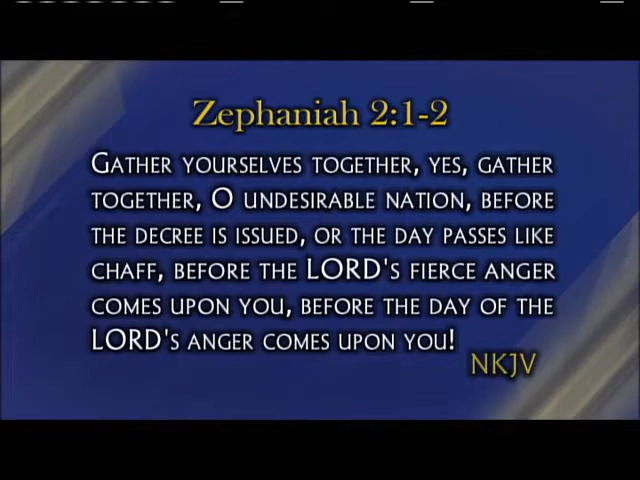 Zephaniah 2:1-2
GATHER YOURSELVES TOGETHER, YES, GATHER
TOGETHER, O UNDESIRABLE NATION, BEFORE
THE DECREE IS ISSUED, OR THE DAY PASSES LIKE
CHAFF, BEFORE THE LORD'S FIERCE ANGER
COMES UPON YOU, BEFORE THE DAY OF THE
LORD'S ANGER COMES UPON YOU!
NKJV